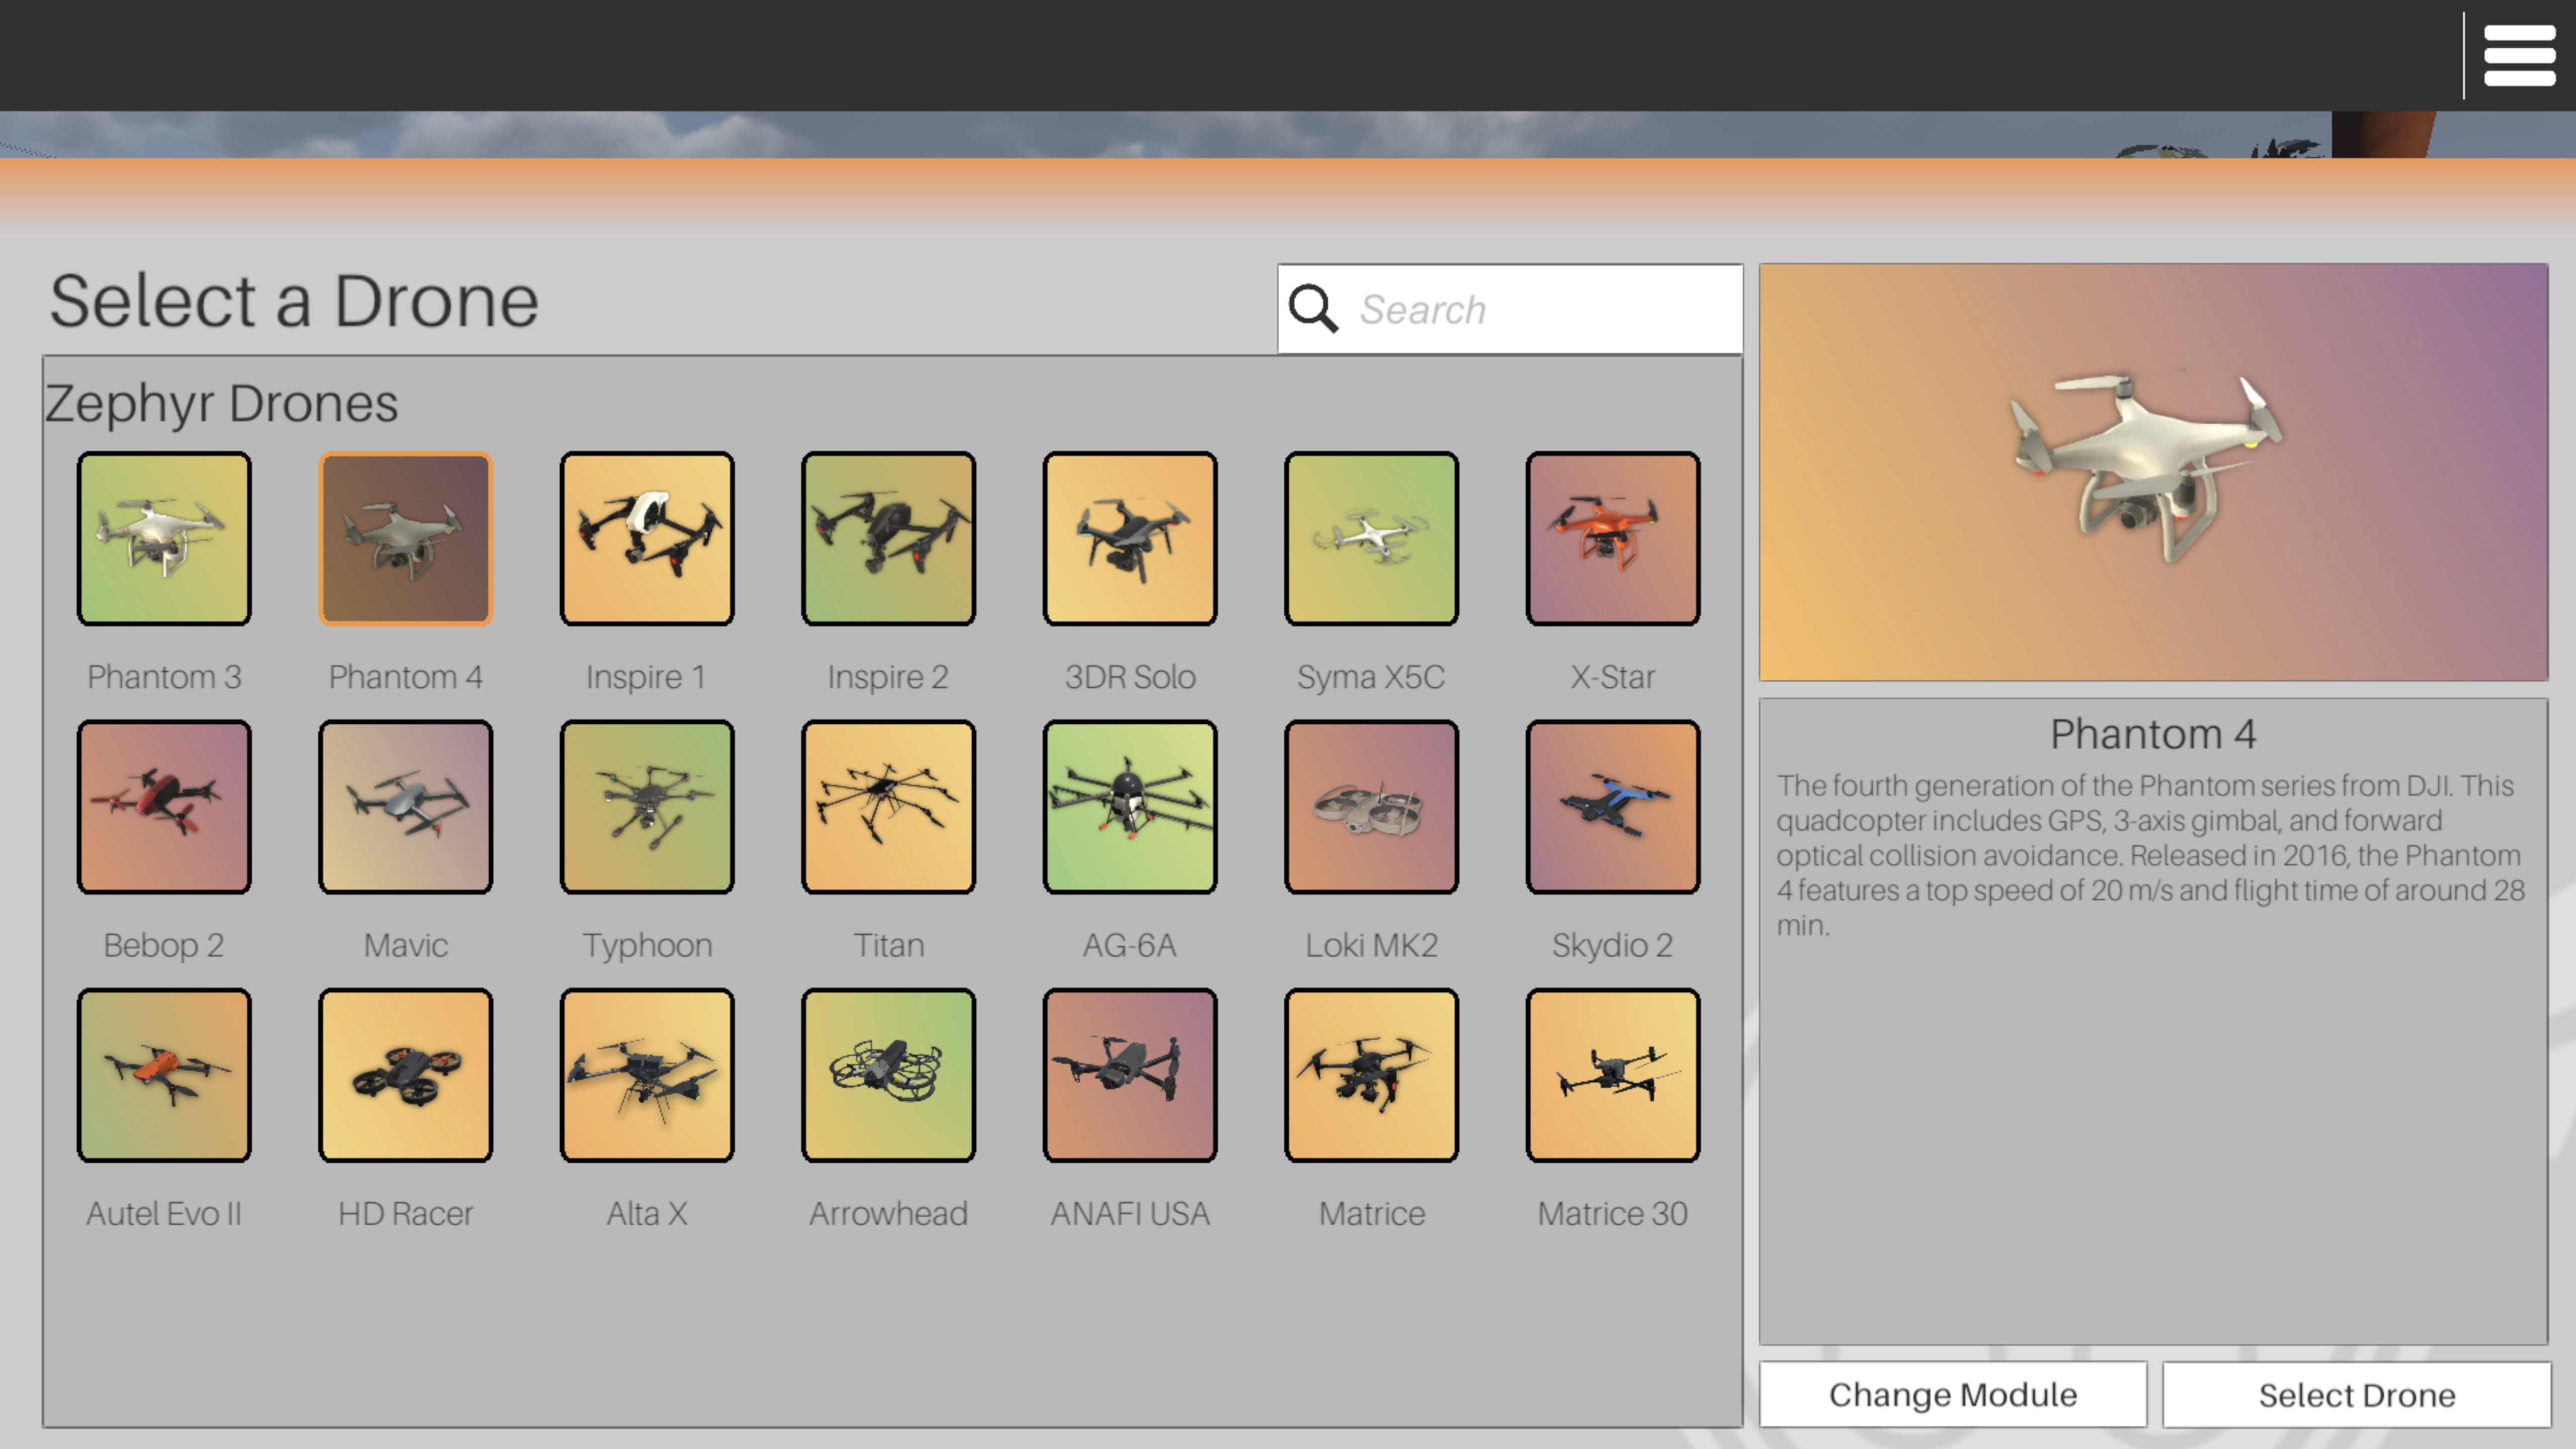 Select a Drone
Search
Zephyr Drones
Phantom 3
Phantom 4
Inspire 1
Inspire 2
3DR Solo
Syma X5C
X-Star
Bebop 2
Mavic
Typhoon
Titan
AG-6A
Loki MK2
Skydio 2
Autel Evo II
HD Racer
Alta X
Arrowhead
ANAFI USA
Matrice
Matrice 30
Phantom 4
The fourth generation of the Phantom series from DJI. This
quadcopter includes GPS, 3-axis gimbal, and forward
optical collision avoidance. Released in 2016, the Phantom
4 features a top speed of 20 m/s and flight time of around 28
min.
Change Module
Select Drone